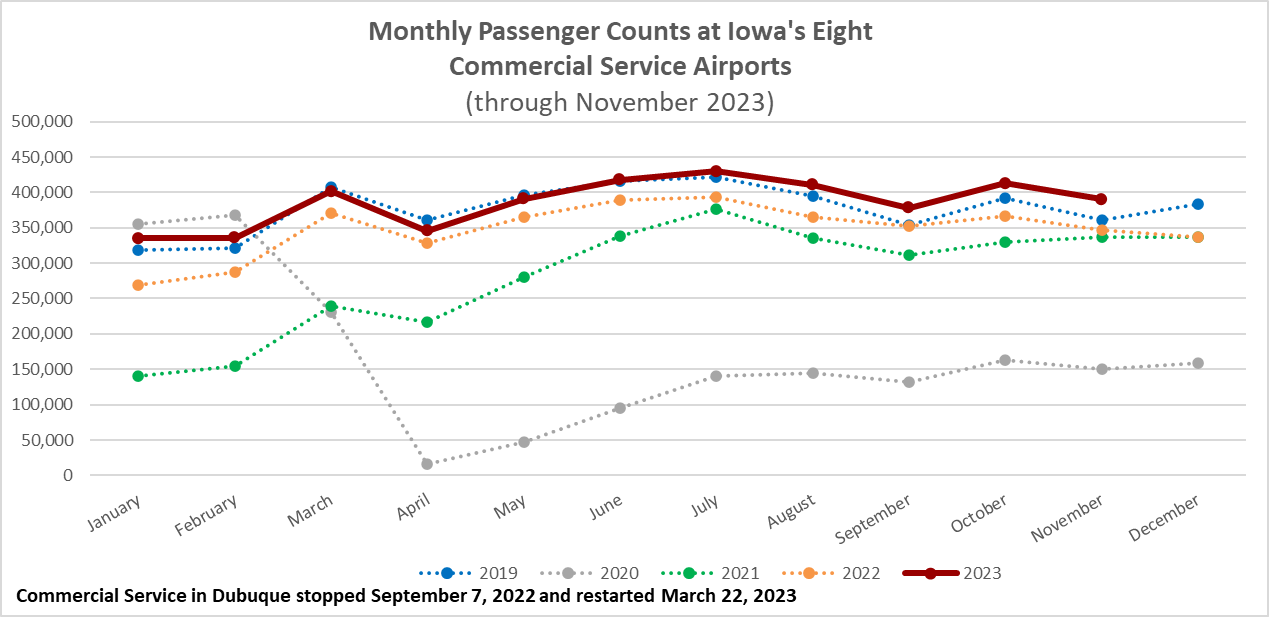 Monthly Passenger Counts at Iowa's Eight
Commercial Service Airports
(through November 2023)
500,000
450,000
400,000
350,000
300,000
250,000
200,000
150,000
100,000
50,000
0
January
February
March
April
May
June
July
August
September
October
November
December
2019
2020
2021
2022
2023
Commercial Service in Dubuque stopped September 7, 2022 and restarted March 22, 2023